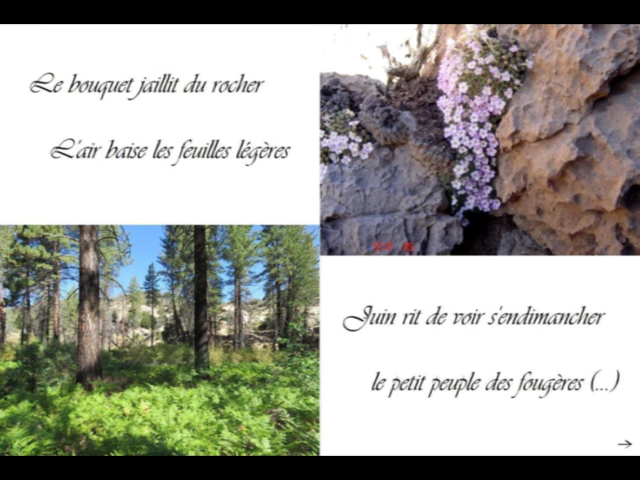 Le bouquet jaillit du rocher
L'air baise les feuilles légères
Juin rit de voir s'endimancher
le petit peuple des fougères (...)
→